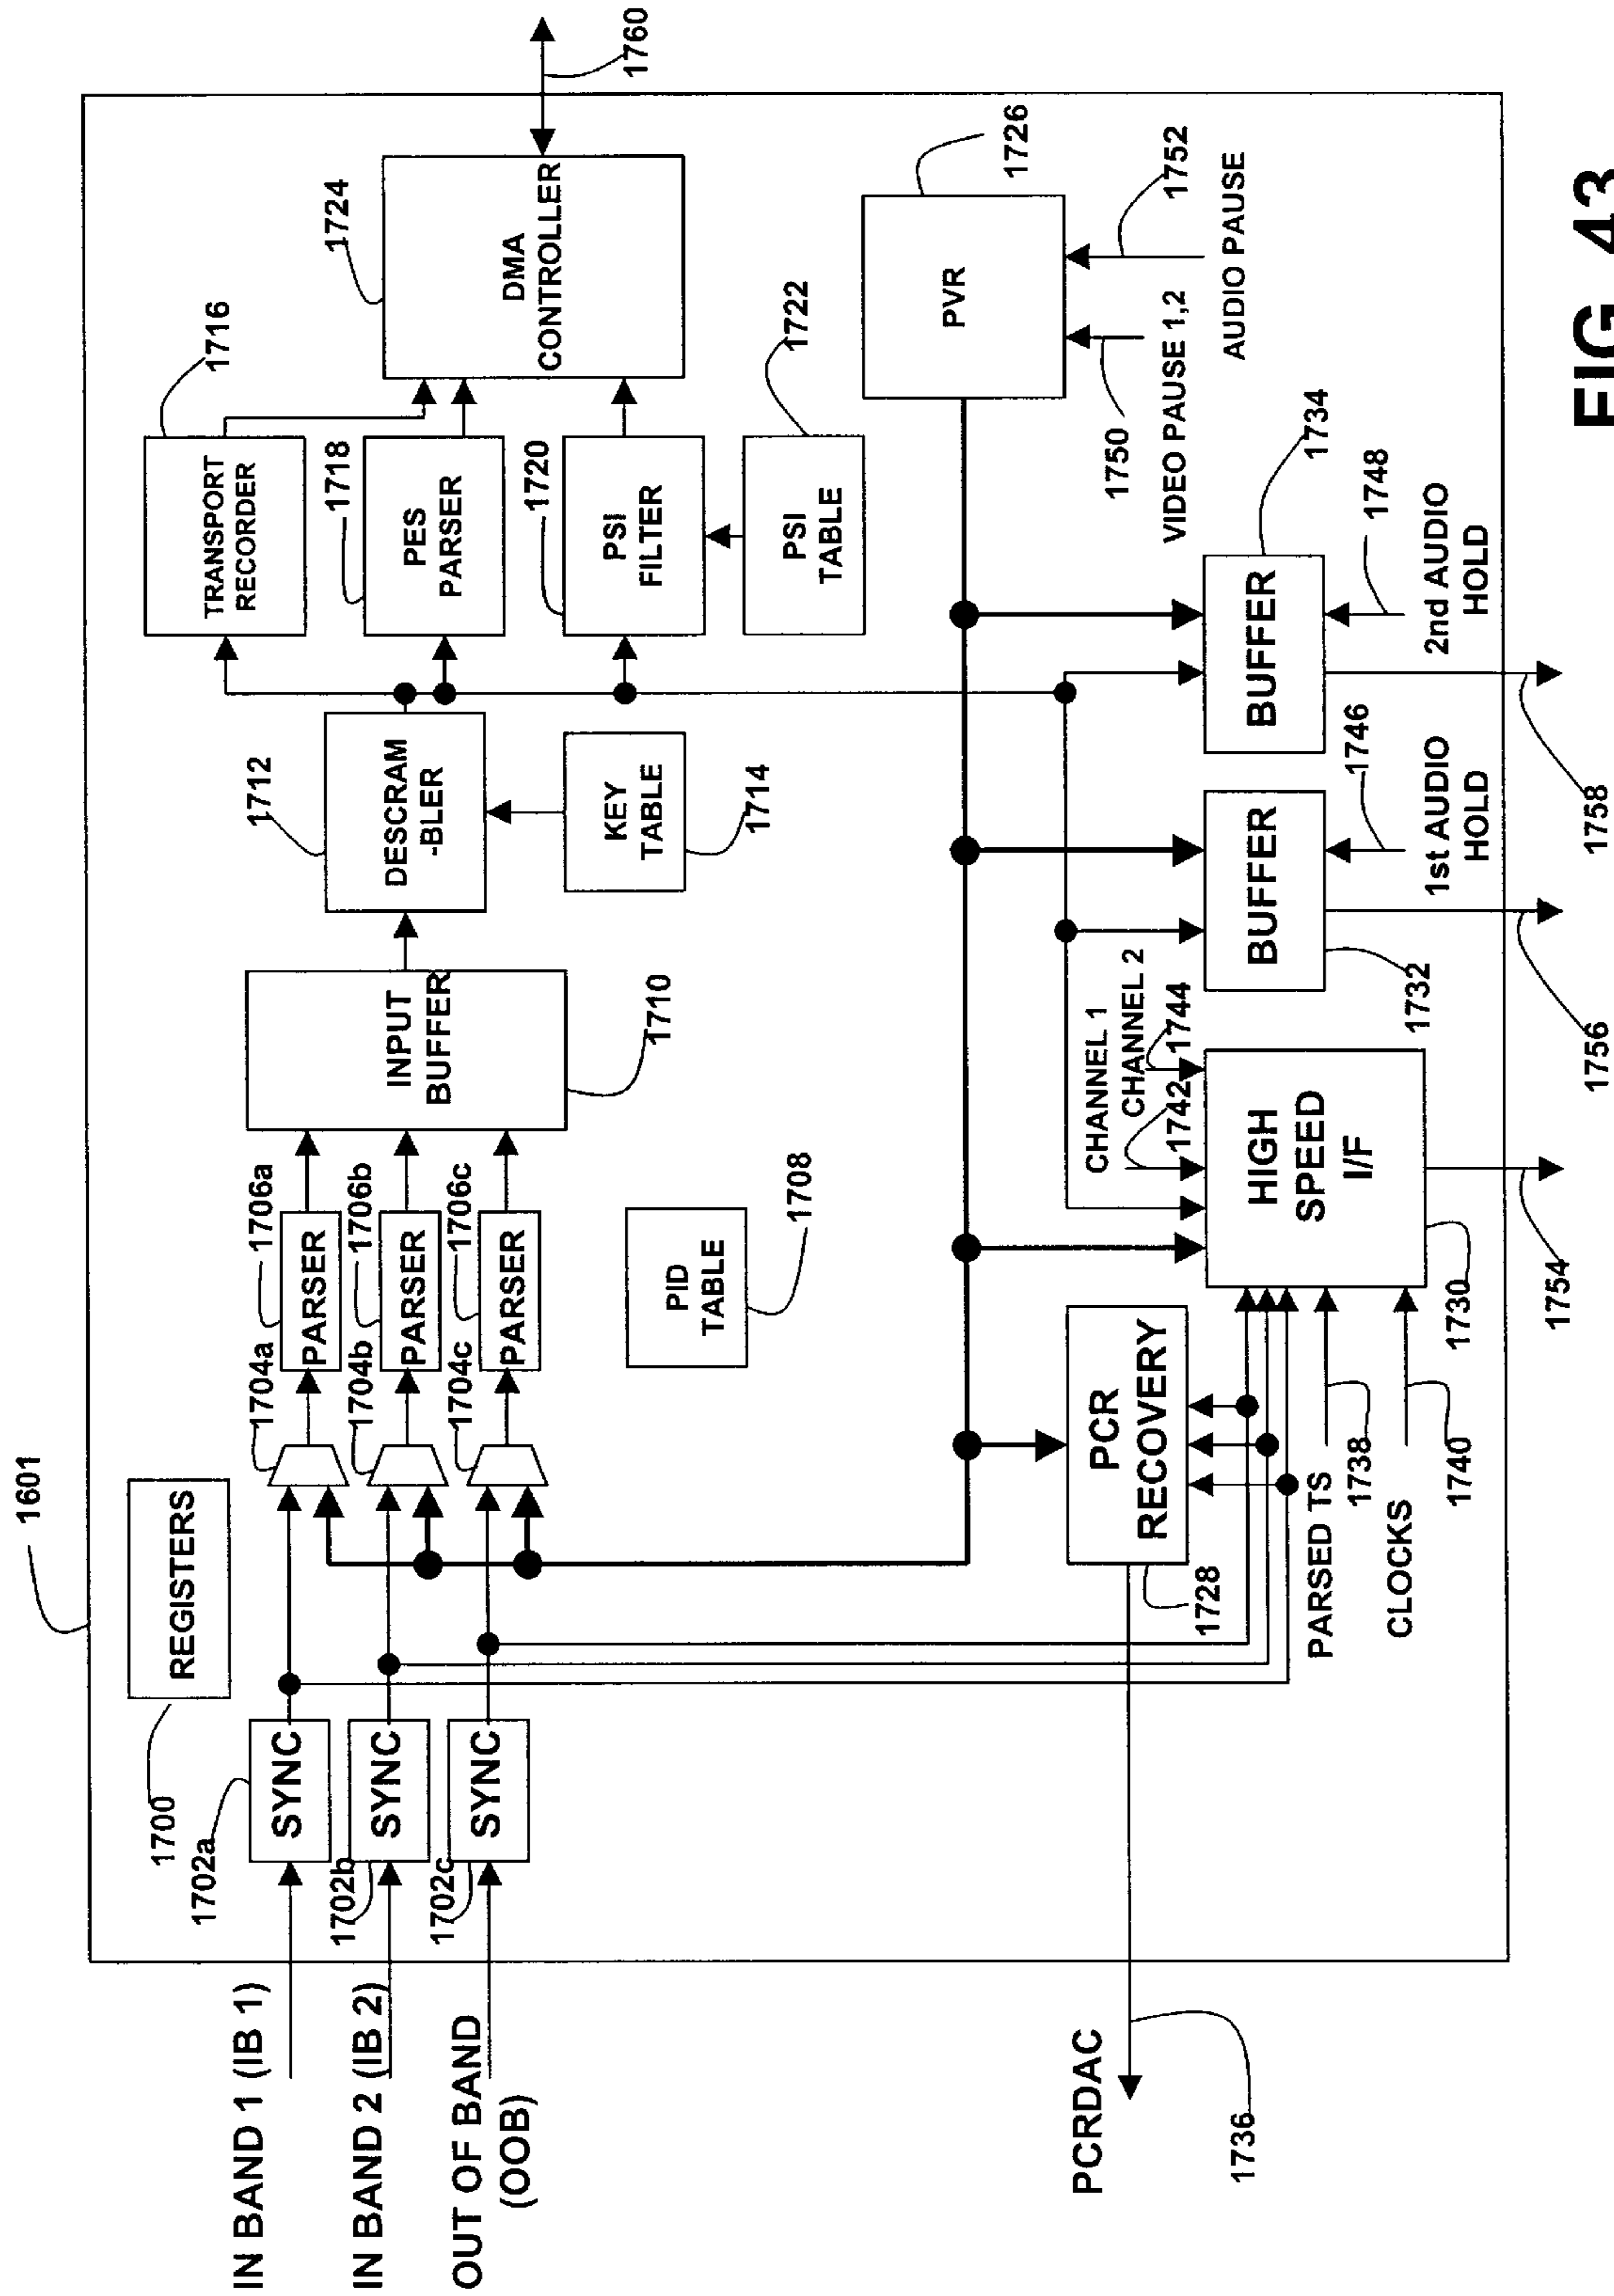 1601
REGISTERS
1700
IN BAND 1 (IB 1)
IN BAND 2 (IB 2)
OUT OF BAND
(OOB)
1702a
SYNC
1702b
SYNC
1702c
SYNC
1704a
1706a
PARSER
1704b
1706b
PARSER
1704c
1706c
PARSER
PID
TABLE
1708
INPUT
BUFFER
1710
1712
DESCRAM
-BLER
KEY
TABLE
1714
1716
TRANSPORT
RECORDER
1718
PES
PARSER
1720
PSI
FILTER
PSI
TABLE
1722
1724
DMA
CONTROLLER
1760
PVR
1726
1750
VIDEO PAUSE 1,2
1752
AUDIO PAUSE
PCRDAC
1736
PCR
RECOVERY
1728
PARSED TS
1738
CLOCKS
1740
CHANNEL 1
1742
CHANNEL 2
1744
HIGH
SPEED
I/F
1730
1754
BUFFER
1732
1746
1st AUDIO
HOLD
1756
BUFFER
1734
1748
2nd AUDIO
HOLD
1758
FIG. 43